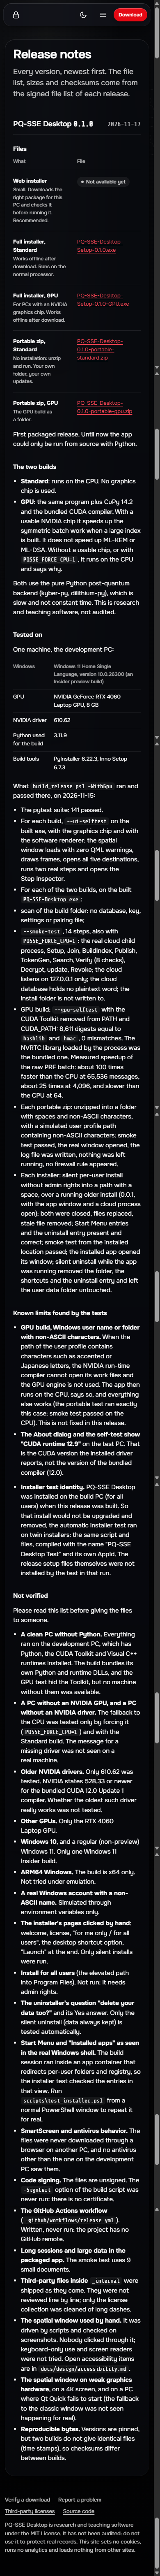 Download
Release notes
Every version, newest first. The file
list, sizes and checksums come from
the signed file list of each release.
PQ-SSE Desktop 0.1.0 2026-11-17
Files
What File
Web installer
Small. Downloads the
right package for this
PC and checks it
before running it.
Recommended.
Not available yet
Full installer,
Standard
Works offline after
download. Runs on the
normal processor.
PQ-SSE-Desktop-
Setup-0.1.0.exe
Full installer, GPU
For PCs with an NVIDIA
graphics chip. Works
offline after download.
PQ-SSE-Desktop-
Setup-0.1.0-GPU.exe
Portable zip,
Standard
No installation: unzip
and run. Your own
folder, your own
updates.
PQ-SSE-Desktop-
0.1.0-portable-
standard.zip
Portable zip, GPU
The GPU build as
a folder.
PQ-SSE-Desktop-
0.1.0-portable-gpu.zip
First packaged release. Until now the app
could only be run from source with Python.
The two builds
Standard: runs on the CPU. No graphics
chip is used.
GPU: the same program plus CuPy 14.2
and the bundled CUDA compiler. With a
usable NVIDIA chip it speeds up the
symmetric batch work when a large index
is built. It does not speed up ML-KEM or
ML-DSA. Without a usable chip, or with
PQSSE_FORCE_CPU=1 , it runs on the CPU
and says why.
Both use the pure Python post-quantum
backend (kyber-py, dilithium-py), which is
slow and not constant time. This is research
and teaching software, not audited.
Tested on
One machine, the development PC:
Windows Windows 11 Home Single
Language, version 10.0.26300 (an
Insider preview build)
GPU NVIDIA GeForce RTX 4060
Laptop GPU, 8 GB
NVIDIA driver 610.62
Python used 3.11.9
for the build
Build tools PyInstaller 6.22.3, Inno Setup
6.7.3
What build_release.ps1 -WithGpu ran and
passed there, on 2026-11-15:
The pytest suite: 141 passed.
For each build, --ui-selftest on the
built exe, with the graphics chip and with
the software renderer: the spatial
window loads with zero QML warnings,
draws frames, opens all five destinations,
runs two real steps and opens the
Step Inspector.
For each of the two builds, on the built
PQ-SSE-Desktop.exe :
scan of the build folder: no database, key,
settings or pairing file;
--smoke-test , 14 steps, also with
PQSSE_FORCE_CPU=1 : the real cloud child
process, Setup, Join, BuildIndex, Publish,
TokenGen, Search, Verify (8 checks),
Decrypt, update, Revoke; the cloud
listens on 127.0.0.1 only; the cloud
database holds no plaintext word; the
install folder is not written to.
GPU build: --gpu-selftest with the
CUDA Toolkit removed from PATH and
CUDA_PATH: 8,611 digests equal to
hashlib and hmac , 0 mismatches. The
NVRTC library loaded by the process was
the bundled one. Measured speedup of
the raw PRF batch: about 100 times
faster than the CPU at 65,536 messages,
about 25 times at 4,096, and slower than
the CPU at 64.
Each portable zip: unzipped into a folder
with spaces and non-ASCII characters,
with a simulated user profile path
containing non-ASCII characters: smoke
test passed, the real window opened, the
log file was written, nothing was left
running, no firewall rule appeared.
Each installer: silent per-user install
without admin rights into a path with a
space, over a running older install (0.0.1,
with the app window and cloud process
open): both were closed, files replaced,
stale file removed; Start Menu entries
and the uninstall entry present and
correct; smoke test from the installed
path passed; a second install over the
same folder worked; silent uninstall while
the app was running removed the folder,
the shortcuts and the uninstall entry and left
the user data folder untouched.
Known limits found by the tests
GPU build, Windows user name or folder
with non-ASCII characters. When the
path of the user profile contains
characters such as an accented or
Japanese letters, the NVIDIA run-time
compiler cannot open its work files and
the GPU engine is not used. The app then
runs on the CPU, says so, and everything
else works (the portable test ran exactly
this way: smoke test passed on the
CPU). This is not fixed in this release.
The About dialog and the self-test show
"CUDA runtime 12.9" on the test PC. That
is the CUDA version the installed driver
reports, not the version of the bundled
compiler (12.0).
Installer test identity. PQ-SSE Desktop
was installed on the build PC (for all
users) when this release was built. So
that install would not be upgraded and
removed, the automatic installer test ran
on twin installers: the same script and
files, compiled with the name "PQ-SSE
Desktop Test" and its own AppId. The
release setup files themselves were not
installed by the test in that run.
Not verified
Please read this list before giving the files
to someone.
A clean PC without Python. Everything
ran on the development PC, which has
Python, the CUDA Toolkit and Visual C++
runtimes installed. The build bundles its
own Python and runtime DLLs, and the
GPU test hid the Toolkit, but no machine
without them was available.
A PC without an NVIDIA GPU, and a PC
without an NVIDIA driver. The fallback to
the CPU was tested only by forcing it
( PQSSE_FORCE_CPU=1 ) and with the
Standard build. The message for a
missing driver was not seen on a
real machine.
Older NVIDIA drivers. Only 610.62 was
tested. NVIDIA states 528.33 or newer
for the bundled CUDA 12.0 Update 1
compiler. Whether the oldest such driver
really works was not tested.
Other GPUs. Only the RTX 4060
Laptop GPU.
Windows 10, and a regular (non-preview)
Windows 11. Only one Windows 11
Insider build.
ARM64 Windows. The build is x64 only.
Not tried under emulation.
A real Windows account with a non-
ASCII name. Simulated through
environment variables only.
The installer's pages clicked by hand:
welcome, license, "for me only / for all
users", the desktop shortcut option,
"Launch" at the end. Only silent installs
were run.
Install for all users (the elevated path
into Program Files). Not run: it needs
admin rights.
The uninstaller's question "delete your
data too?" and its Yes answer. Only the
silent uninstall (data always kept) is
tested automatically.
Start Menu and "Installed apps" as seen
in the real Windows shell. The build
session ran inside an app container that
redirects per-user folders and registry, so
the installer test checked the entries in
that view. Run
scripts\test_installer.ps1 from a
normal PowerShell window to repeat it
for real.
SmartScreen and antivirus behavior. The
files were never downloaded through a
browser on another PC, and no antivirus
other than the one on the development
PC saw them.
Code signing. The files are unsigned. The
-SignCert option of the build script was
never run: there is no certificate.
The GitHub Actions workflow
( .github/workflows/release.yml ).
Written, never run: the project has no
GitHub remote.
Long sessions and large data in the
packaged app. The smoke test uses 9
small documents.
Third-party files inside _internal were
shipped as they come. They were not
reviewed line by line; only the license
collection was cleaned of long dashes.
The spatial window used by hand. It was
driven by scripts and checked on
screenshots. Nobody clicked through it;
keyboard-only use and screen readers
were not tried. Open accessibility items
are in docs/design/accessibility.md .
The spatial window on weak graphics
hardware, on a 4K screen, and on a PC
where Qt Quick fails to start (the fallback
to the classic window was not seen
happening for real).
Reproducible bytes. Versions are pinned,
but two builds do not give identical files
(time stamps), so checksums differ
between builds.
Verify a download Report a problem
Third-party licenses Source code
PQ-SSE Desktop is research and teaching software
under the MIT License. It has not been audited: do not
use it to protect real records. This site sets no cookies,
runs no analytics and loads nothing from other sites.